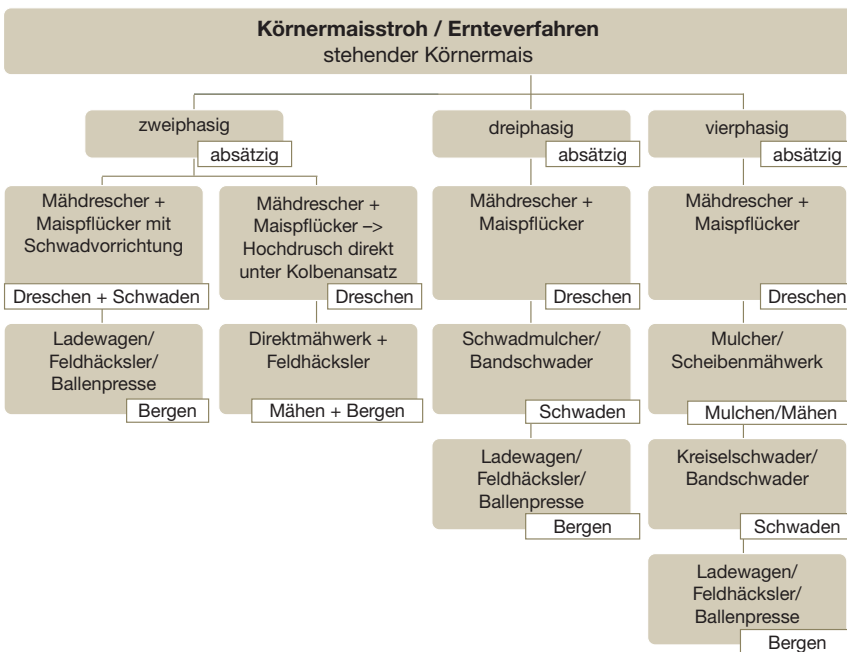 Körnermaisstroh / Ernteverfahren
stehender Körnermais
zweiphasig
absätzig
dreiphasig
absätzig
vierphasig
absätzig
Mähdrescher +
Maispflücker mit
Schwadvorrichtung
Dreschen + Schwaden
Mähdrescher +
Maispflücker –>
Hochdrusch direkt
unter Kolbenansatz
Dreschen
Mähdrescher +
Maispflücker
Dreschen
Mähdrescher +
Maispflücker
Dreschen
Ladewagen/
Feldhäcksler/
Ballenpresse
Bergen
Direktmähwerk +
Feldhäcksler
Mähen + Bergen
Schwadmulcher/
Bandschwader
Schwaden
Mulcher/
Scheibenmähwerk
Mulchen/Mähen
Ladewagen/
Feldhäcksler/
Ballenpresse
Bergen
Kreiselschwader/
Bandschwader
Schwaden
Ladewagen/
Feldhäcksler/
Ballenpresse
Bergen